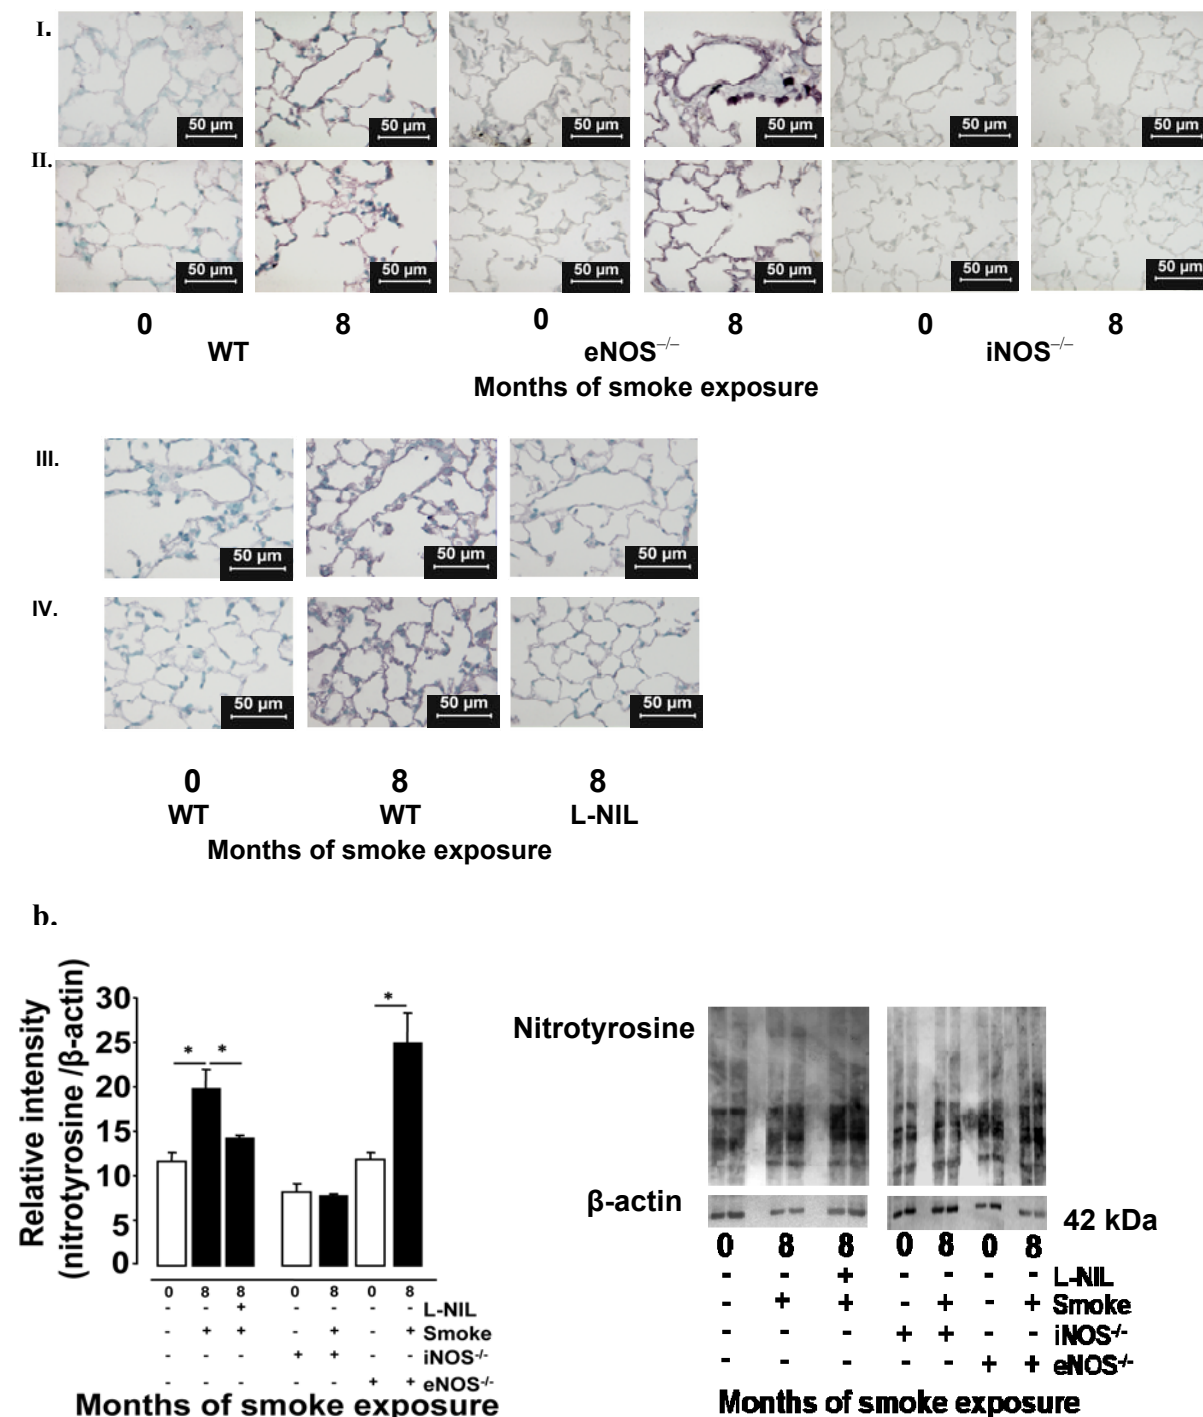 I.
50 µm 50 µm 50 µm 50 µm 50 µm 50 µm
II.
50 µm 50 µm 50 µm 50 µm 50 µm 50 µm
0 8 0 8 0 8
WT eNOS–/– iNOS–/–
Months of smoke exposure
III.
50 µm 50 µm 50 µm
IV.
50 µm 50 µm 50 µm
0 8 8
WT WT L-NIL
Months of smoke exposure
b.
Relative intensity
(nitrotyrosine /β-actin)
30
25
20
15
10
5
0
* * *
0 8 8 0 8 0 8
- - + - - - - L-NIL
- + + - + - + Smoke
- - - + + - - iNOS-/-
- - - - - + + eNOS-/-
Months of smoke exposure
Nitrotyrosine
β-actin
42 kDa
0 8 8 0 8 0 8
- - + - - - - L-NIL
- + + - + - + Smoke
- - - + + - - iNOS-/-
- - - - - + + eNOS-/-
Months of smoke exposure